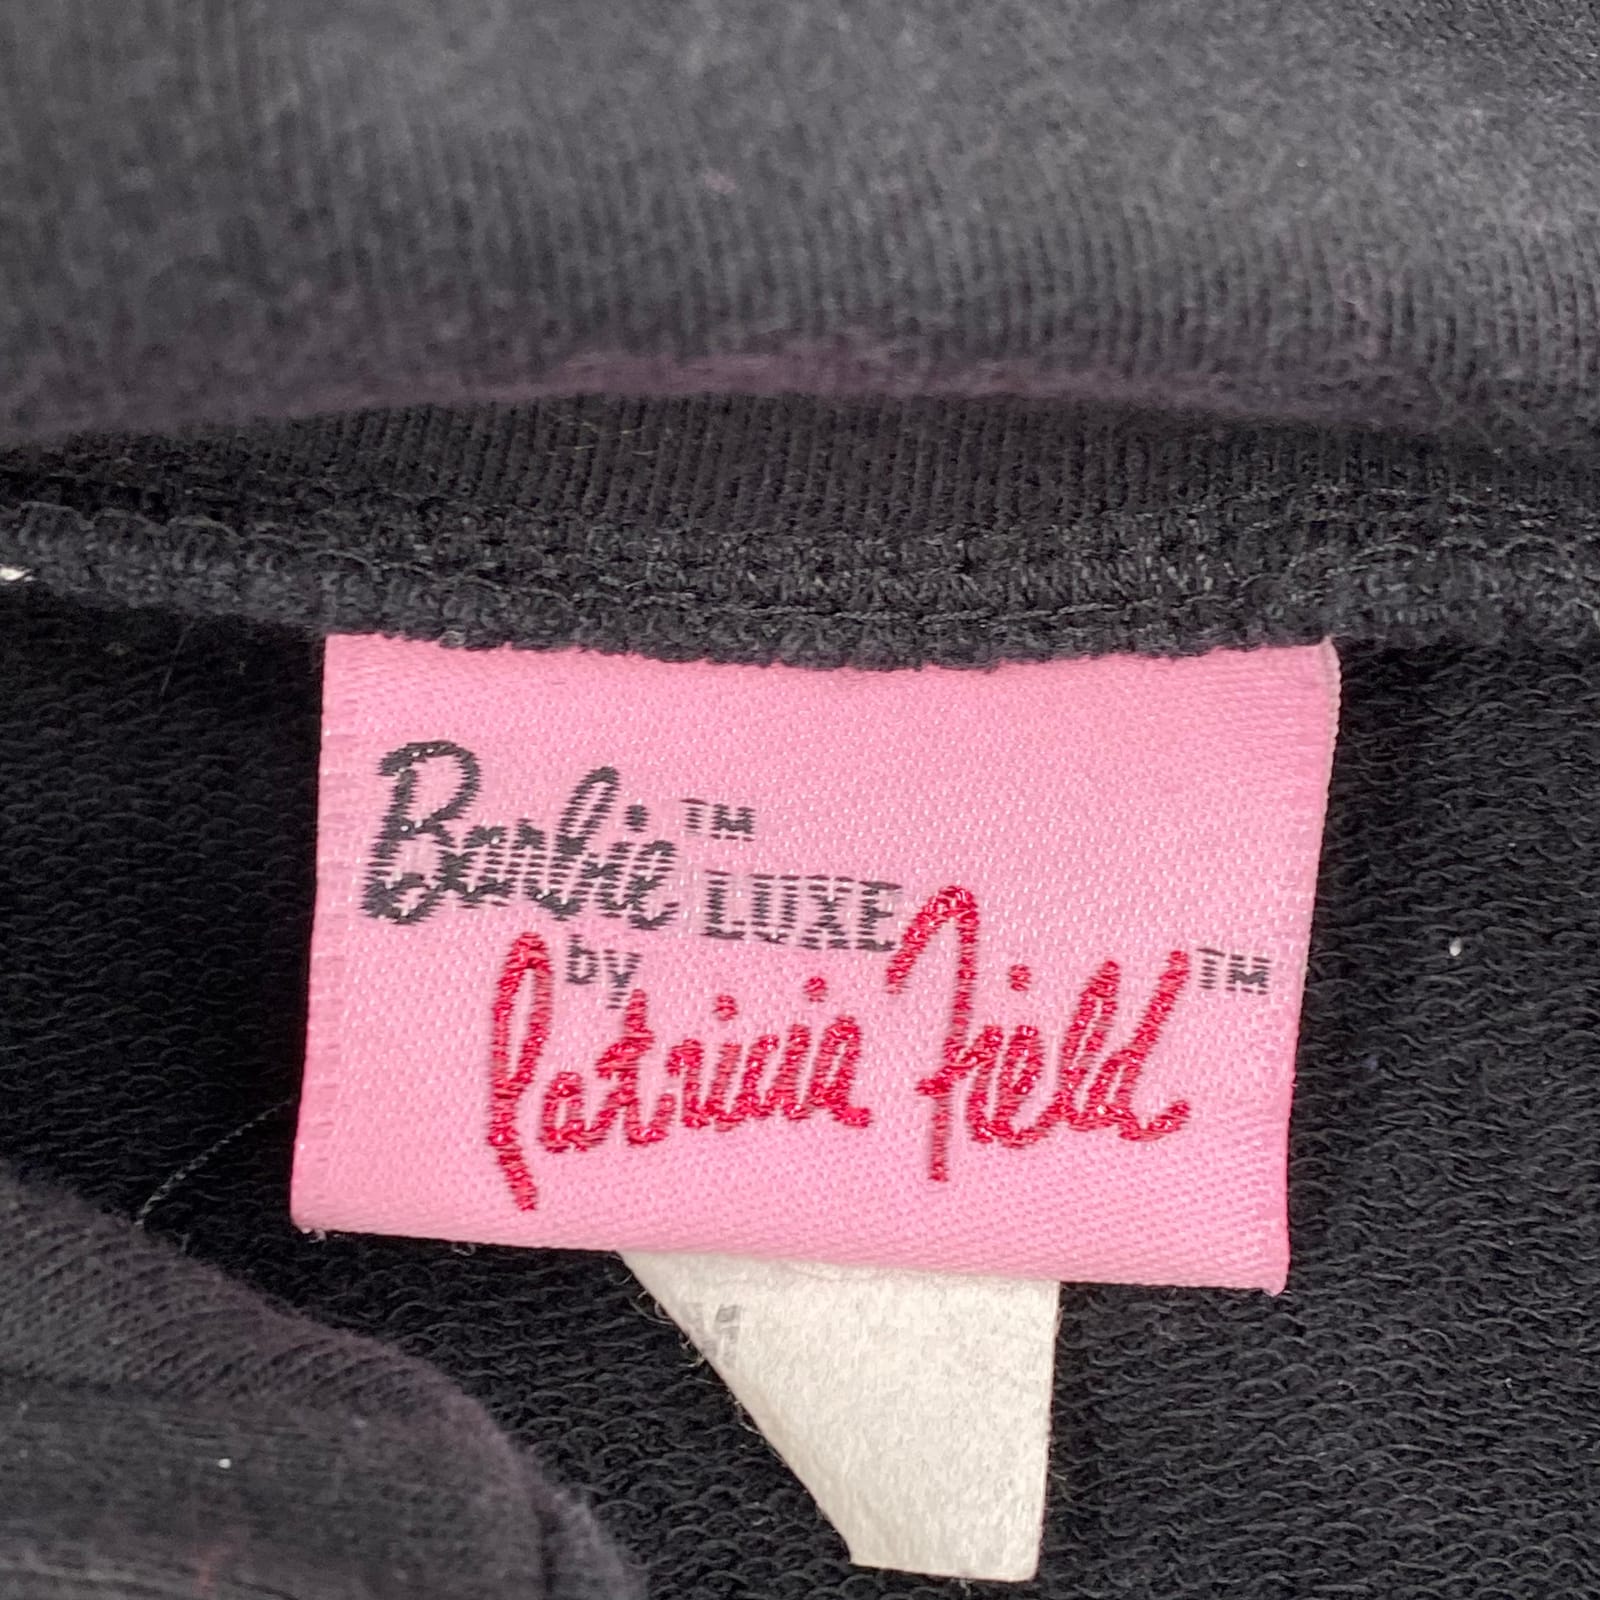 Barbie™ LUXE
by
Patricia Field™